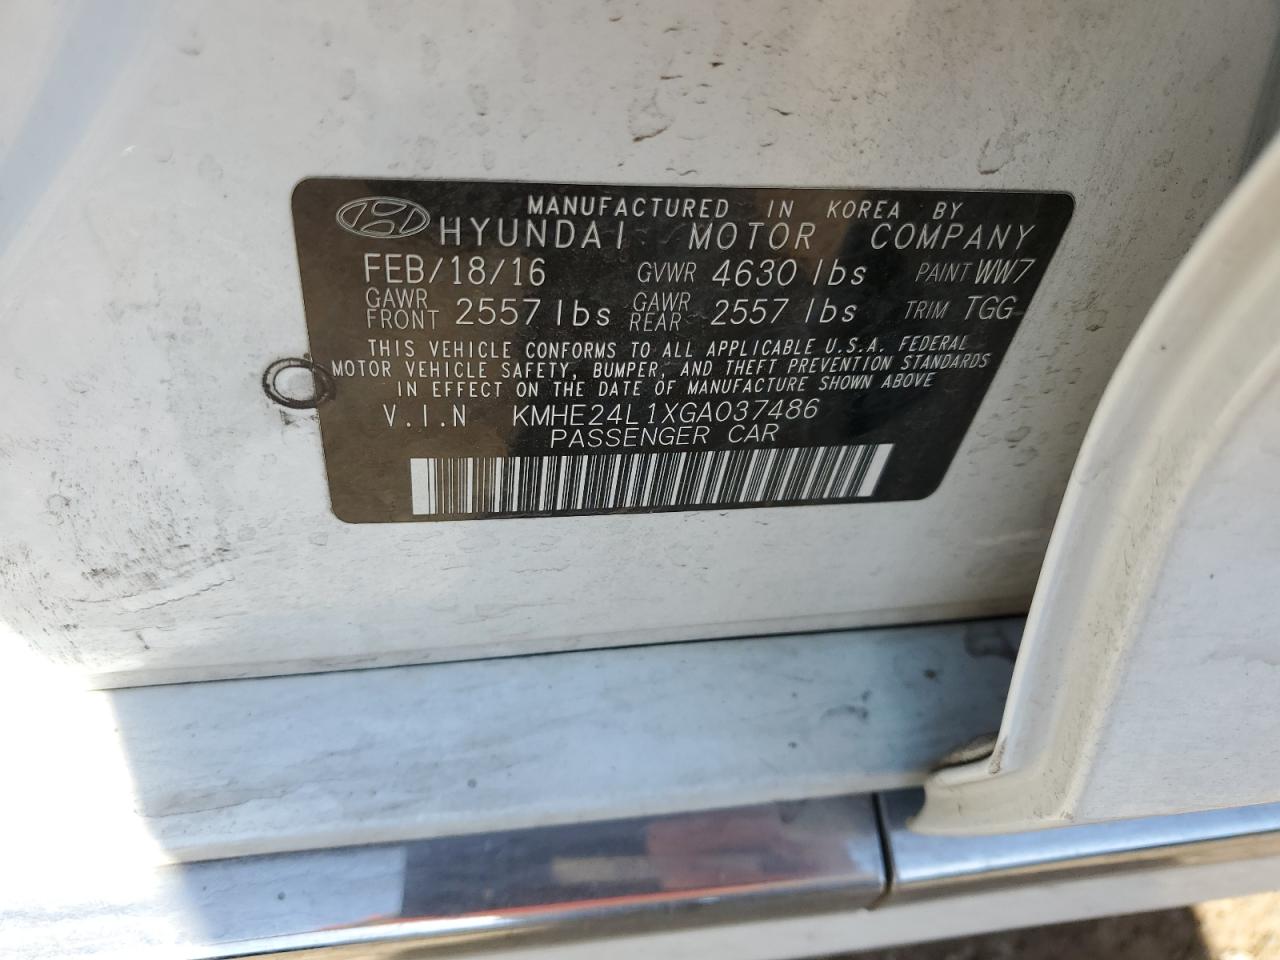 MANUFACTURED IN KOREA BY
HYUNDAI MOTOR COMPANY
FEB/18/16 GVWR 4630 lbs PAINT WW7
GAWR FRONT 2557 lbs GAWR REAR 2557 lbs TRIM TGG
THIS VEHICLE CONFORMS TO ALL APPLICABLE U.S.A. FEDERAL
MOTOR VEHICLE SAFETY, BUMPER, AND THEFT PREVENTION STANDARDS
IN EFFECT ON THE DATE OF MANUFACTURE SHOWN ABOVE
V.I.N KMHE24L1XGA037486
PASSENGER CAR